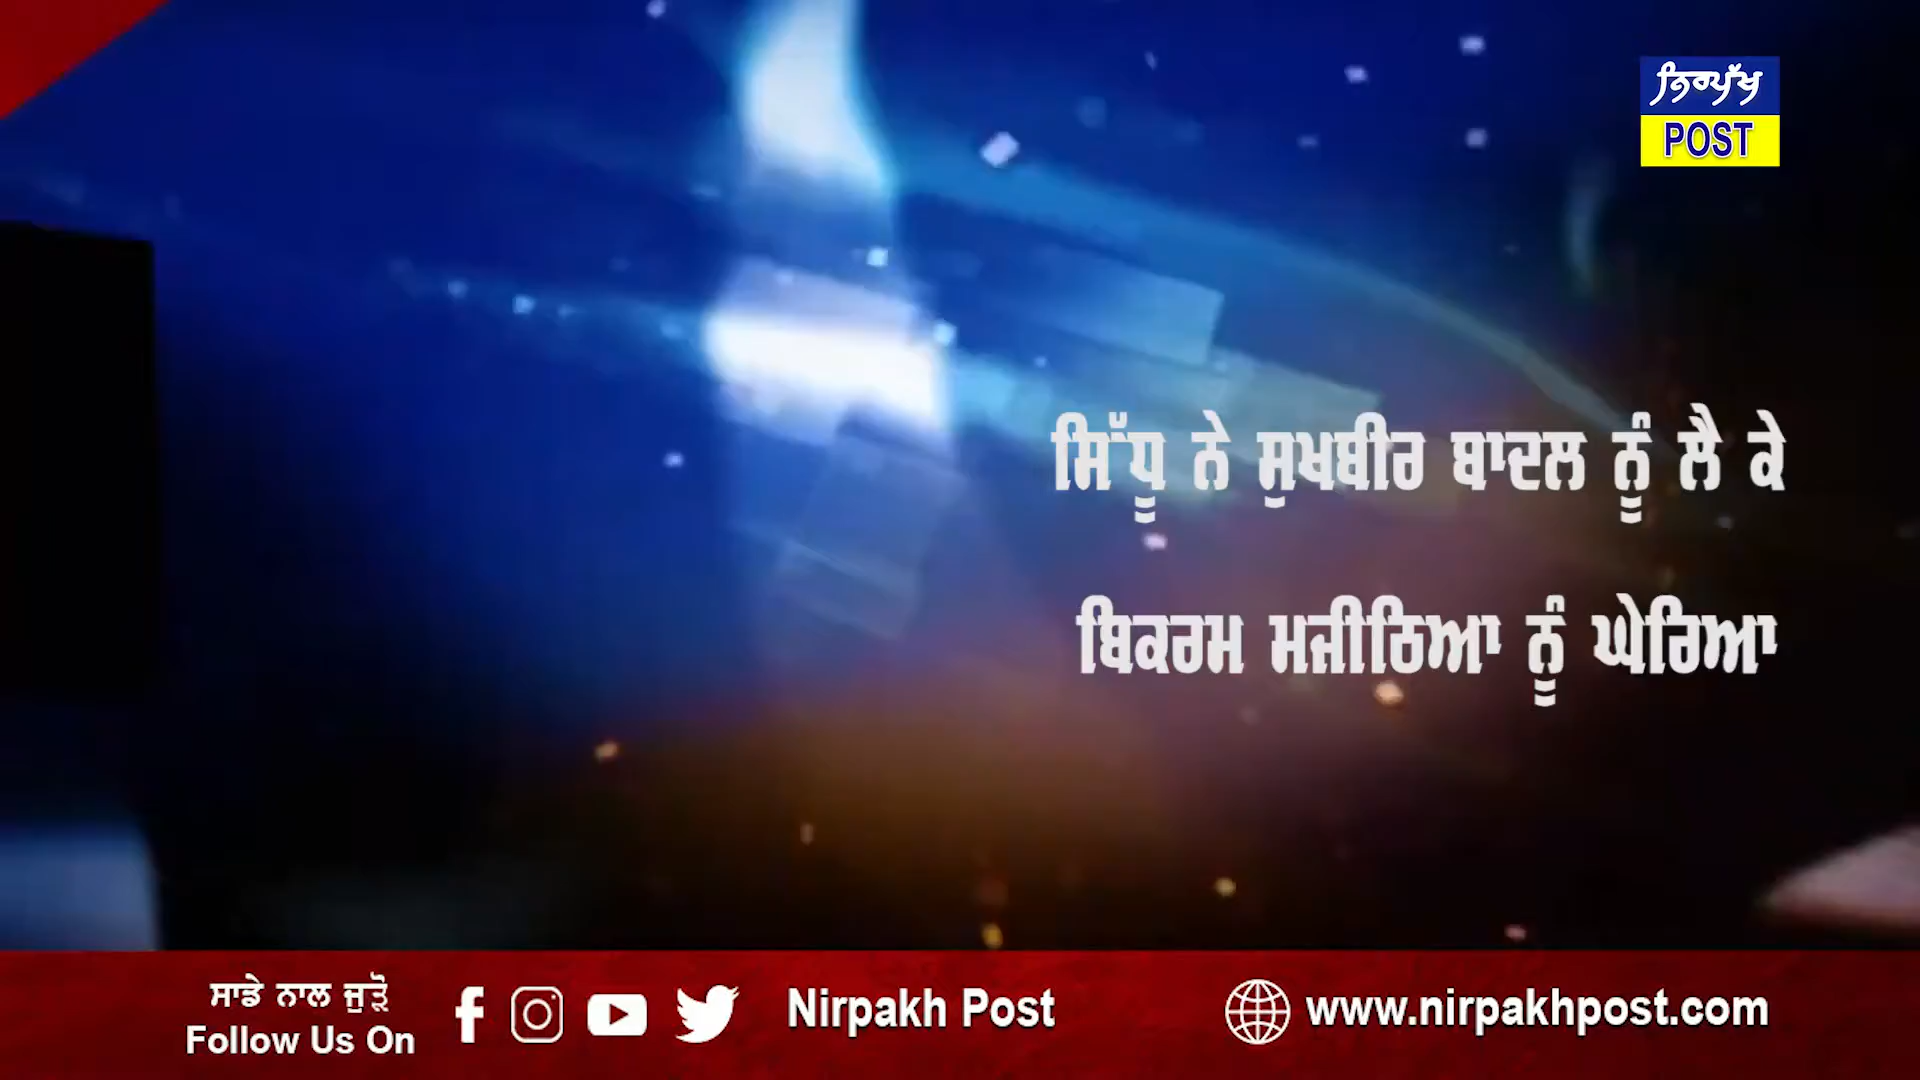 ਨਿਰਪੱਖ
POST
ਸਿੱਧੂ ਨੇ ਸੁਖਬੀਰ ਬਾਦਲ ਨੂੰ ਲੈ ਕੇ
ਬਿਕਰਮ ਮਜੀਠਿਆ ਨੂੰ ਘੇਰਿਆ
ਸਾਡੇ ਨਾਲ ਜੁੜੋ
Follow Us On
Nirpakh Post
www.nirpakhpost.com